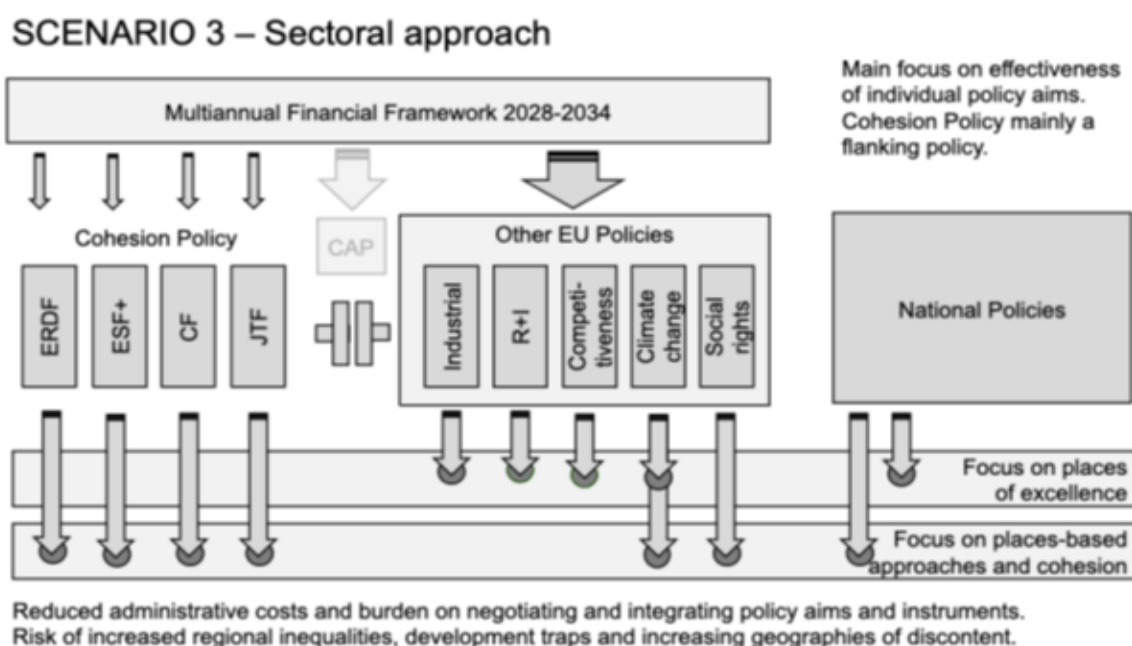 SCENARIO 3 – Sectoral approach
Main focus on effectiveness
of individual policy aims.
Cohesion Policy mainly a
flanking policy.
Multiannual Financial Framework 2028-2034
Cohesion Policy
CAP
Other EU Policies
ERDF
ESF+
CF
JTF
Industrial
R+I
Competi-
tiveness
Climate
change
Social
rights
National Policies
Focus on places
of excellence
Focus on places-based
approaches and cohesion
Reduced administrative costs and burden on negotiating and integrating policy aims and instruments.
Risk of increased regional inequalities, development traps and increasing geographies of discontent.